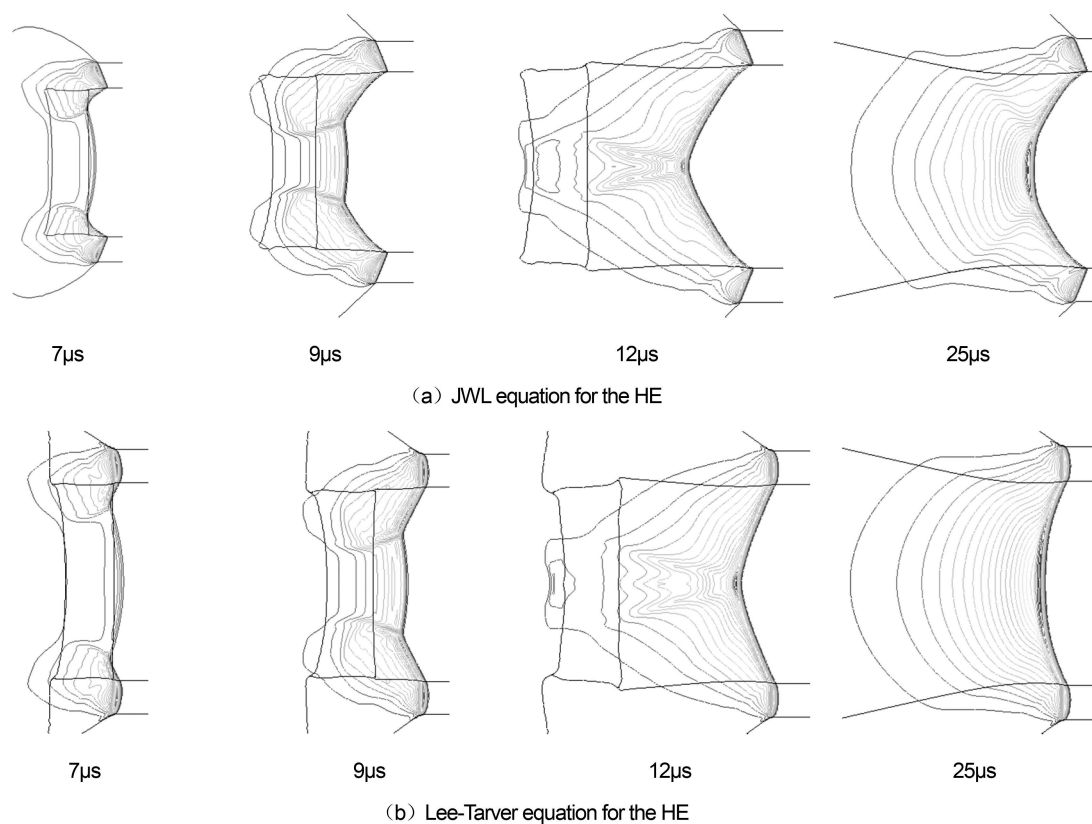 7μs 9μs 12μs 25μs
（a）JWL equation for the HE
7μs 9μs 12μs 25μs
（b）Lee-Tarver equation for the HE